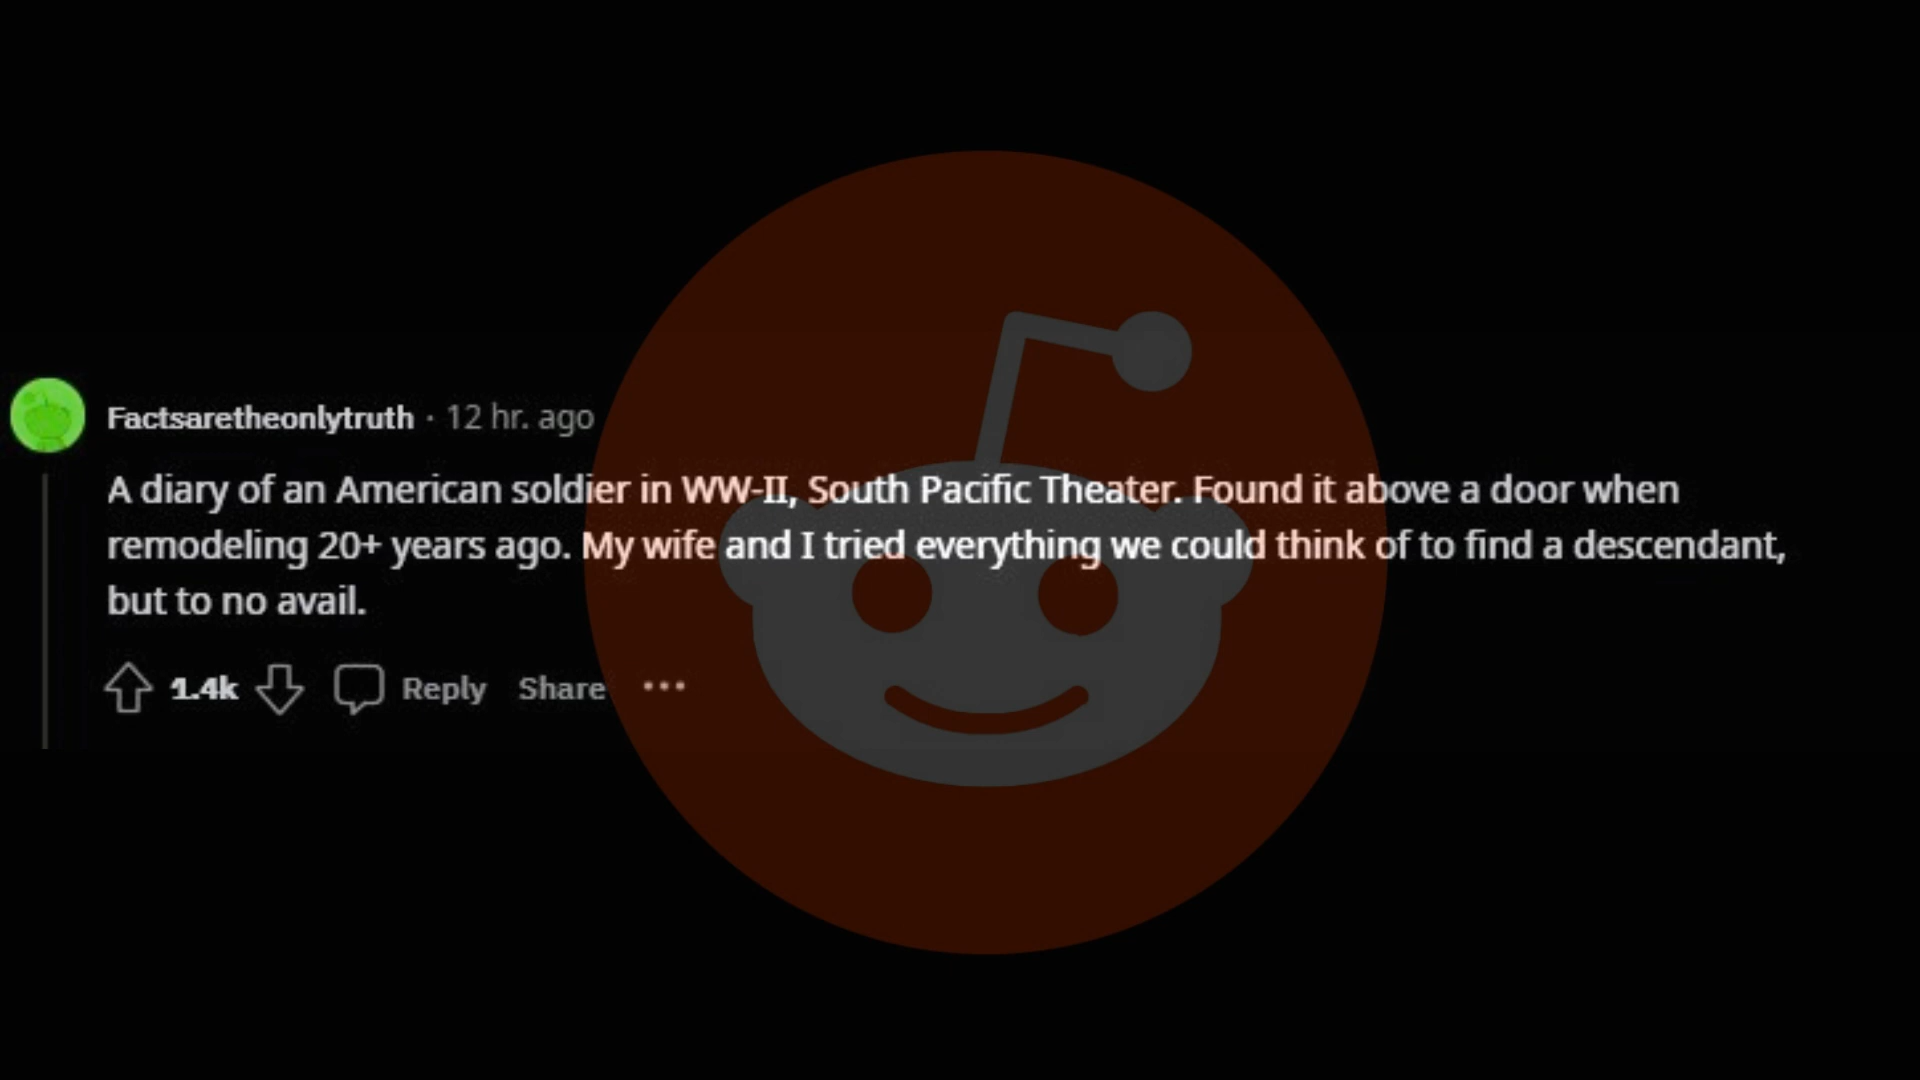 Factsaretheonlytruth · 12 hr. ago
A diary of an American soldier in WW-II, South Pacific Theater. Found it above a door when
remodeling 20+ years ago. My wife and I tried everything we could think of to find a descendant,
but to no avail.
1.4k Reply Share ...